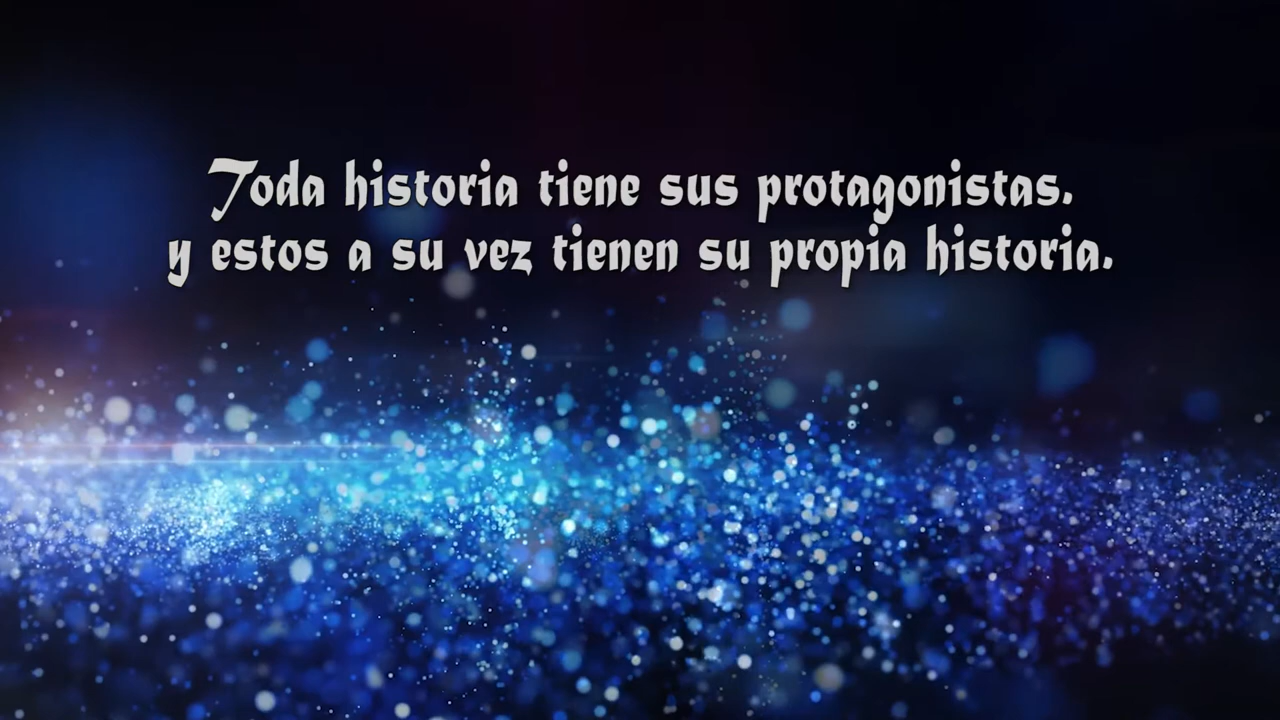 Toda historia tiene sus protagonistas.
y estos a su vez tienen su propia historia.